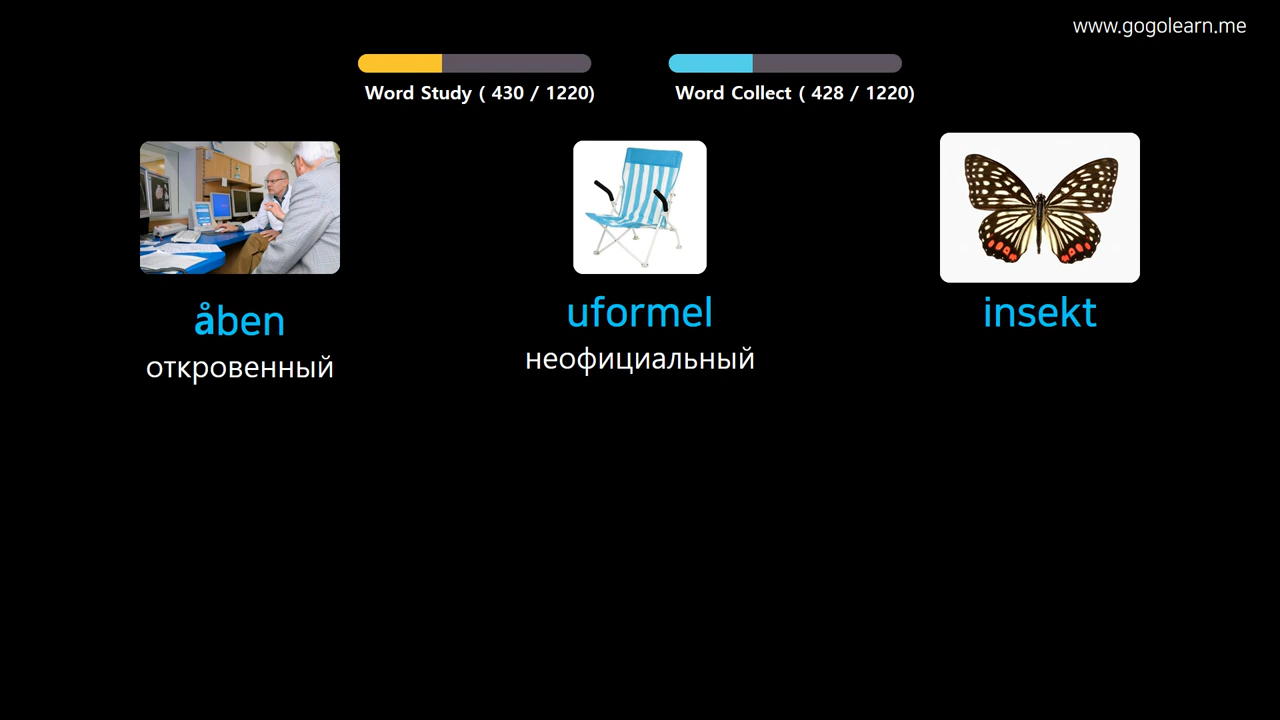 www.gogolearn.me
Word Study ( 430 / 1220)
Word Collect ( 428 / 1220)
åben
uformel
insekt
откровенный
неофициальный